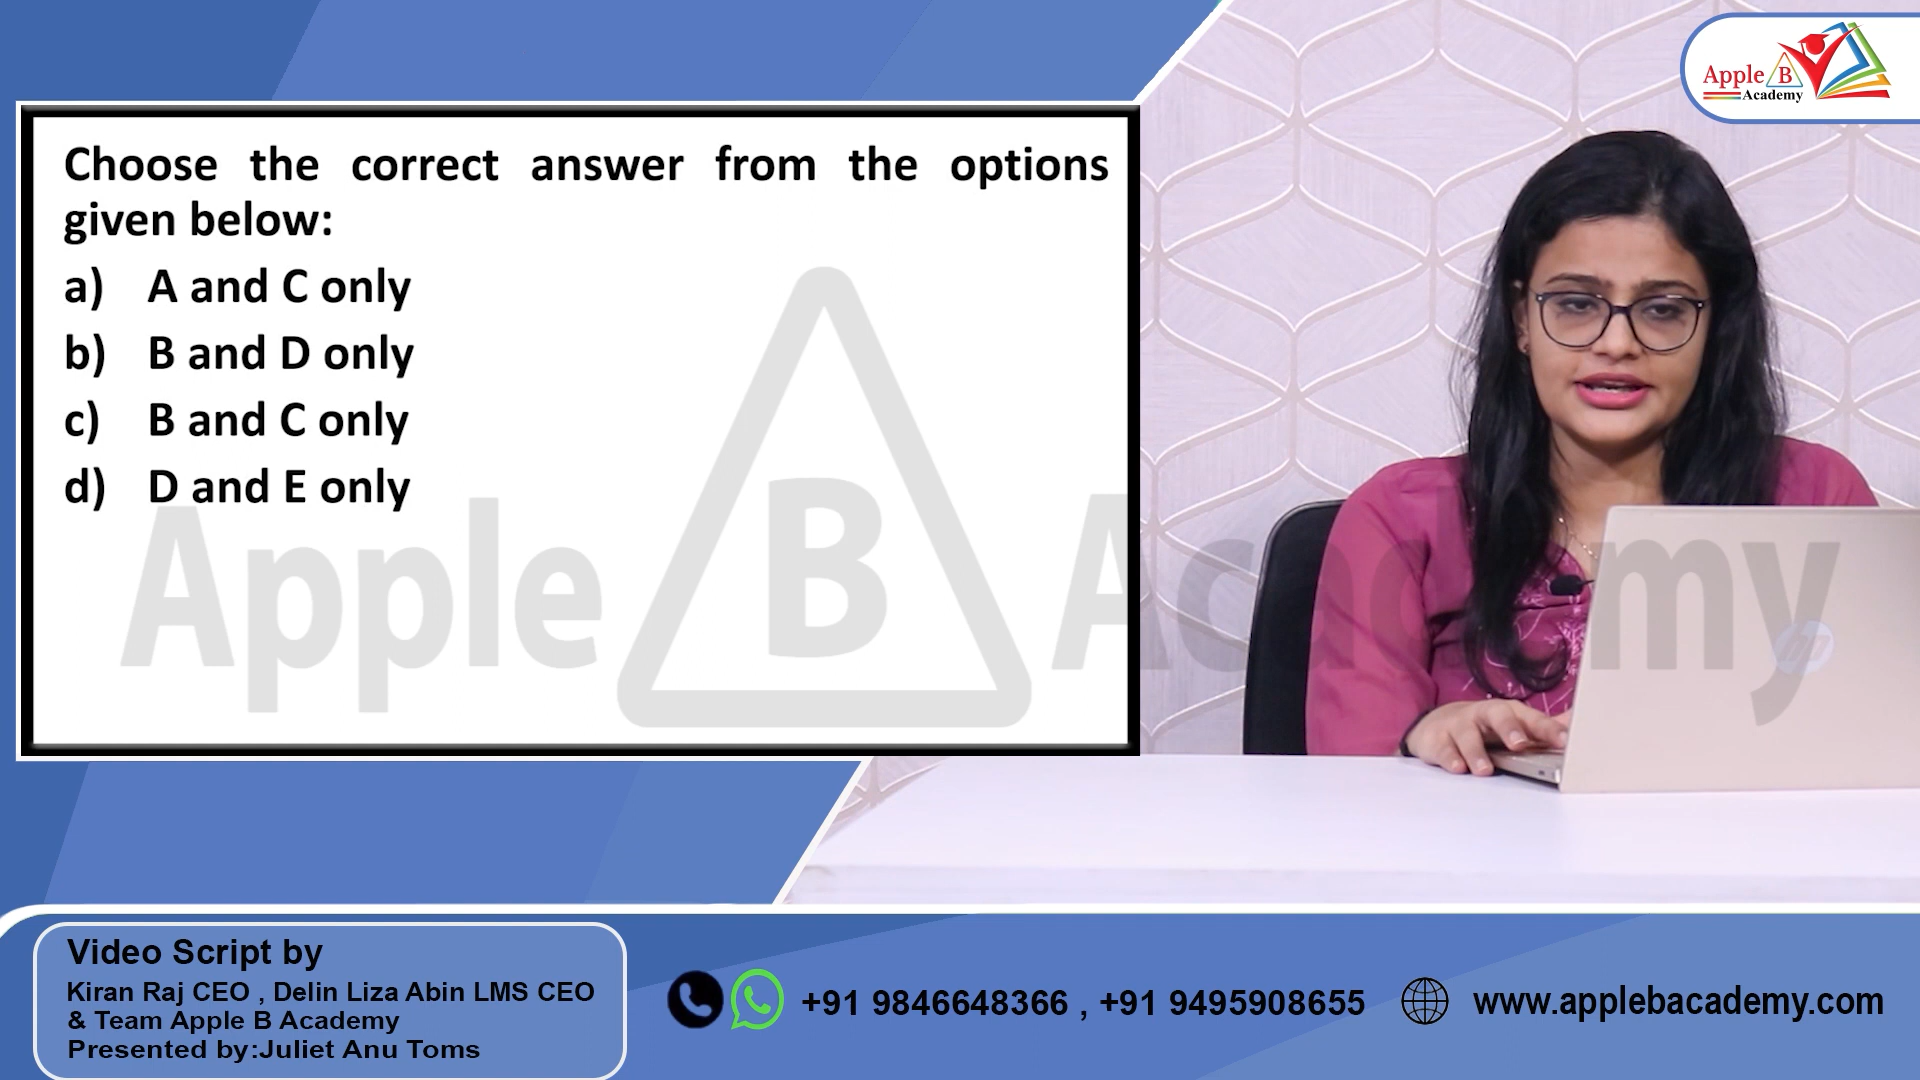 Apple B
Academy
Choose the correct answer from the options
given below:
a) A and C only
b) B and D only
c) B and C only
d) D and E only
Apple B Academy
hp
Video Script by
Kiran Raj CEO , Delin Liza Abin LMS CEO
& Team Apple B Academy
Presented by:Juliet Anu Toms
+91 9846648366 , +91 9495908655
www.applebacademy.com